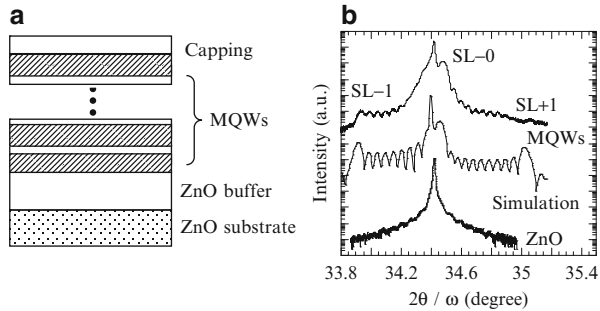 a
Capping
MQWs
ZnO buffer
ZnO substrate
b
Intensity (a.u.)
SL−0
SL−1
SL+1
MQWs
Simulation
ZnO
33.8 34.2 34.6 35 35.4
2θ / ω (degree)